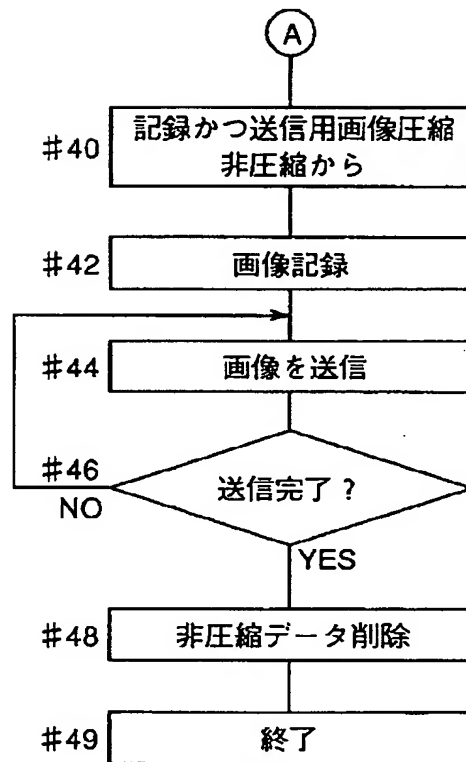 A
#40
記録かつ送信用画像圧縮
非圧縮から
#42
画像記録
#44
画像を送信
#46
送信完了?
NO
YES
#48
非圧縮データ削除
#49
終了